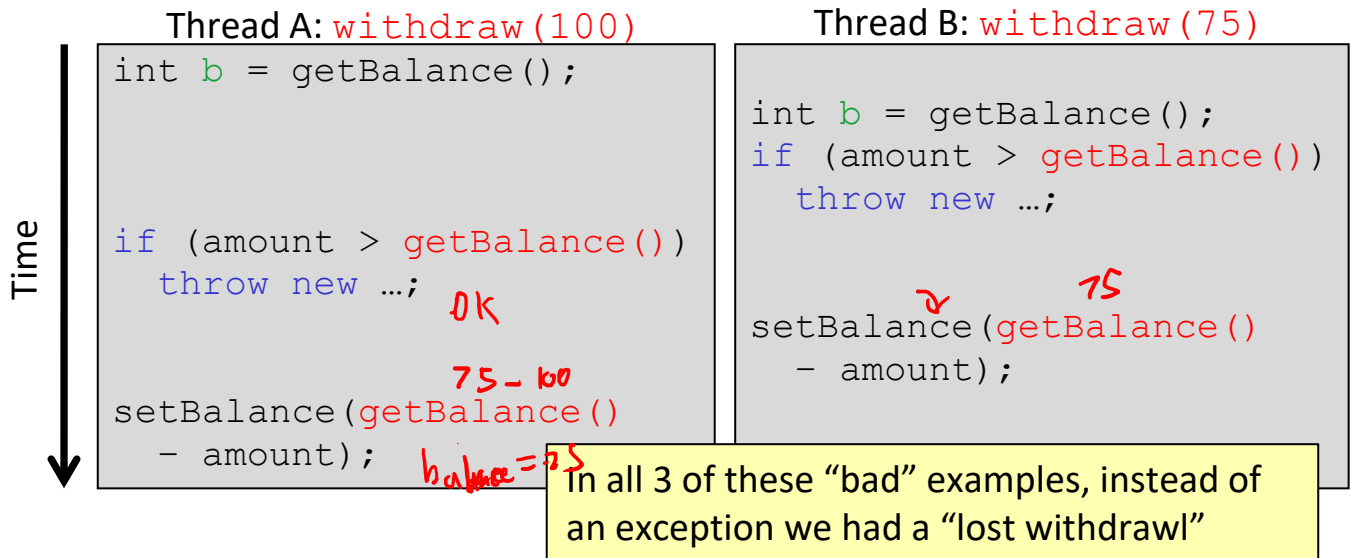 Thread A: withdraw(100)
int b = getBalance();
if (amount > getBalance())
throw new …;
OK
75 - 100
setBalance(getBalance()
– amount);
Thread B: withdraw(75)
int b = getBalance();
if (amount > getBalance())
throw new …;
75
setBalance(getBalance()
– amount);
Time
In all 3 of these “bad” examples, instead of
an exception we had a “lost withdrawl”